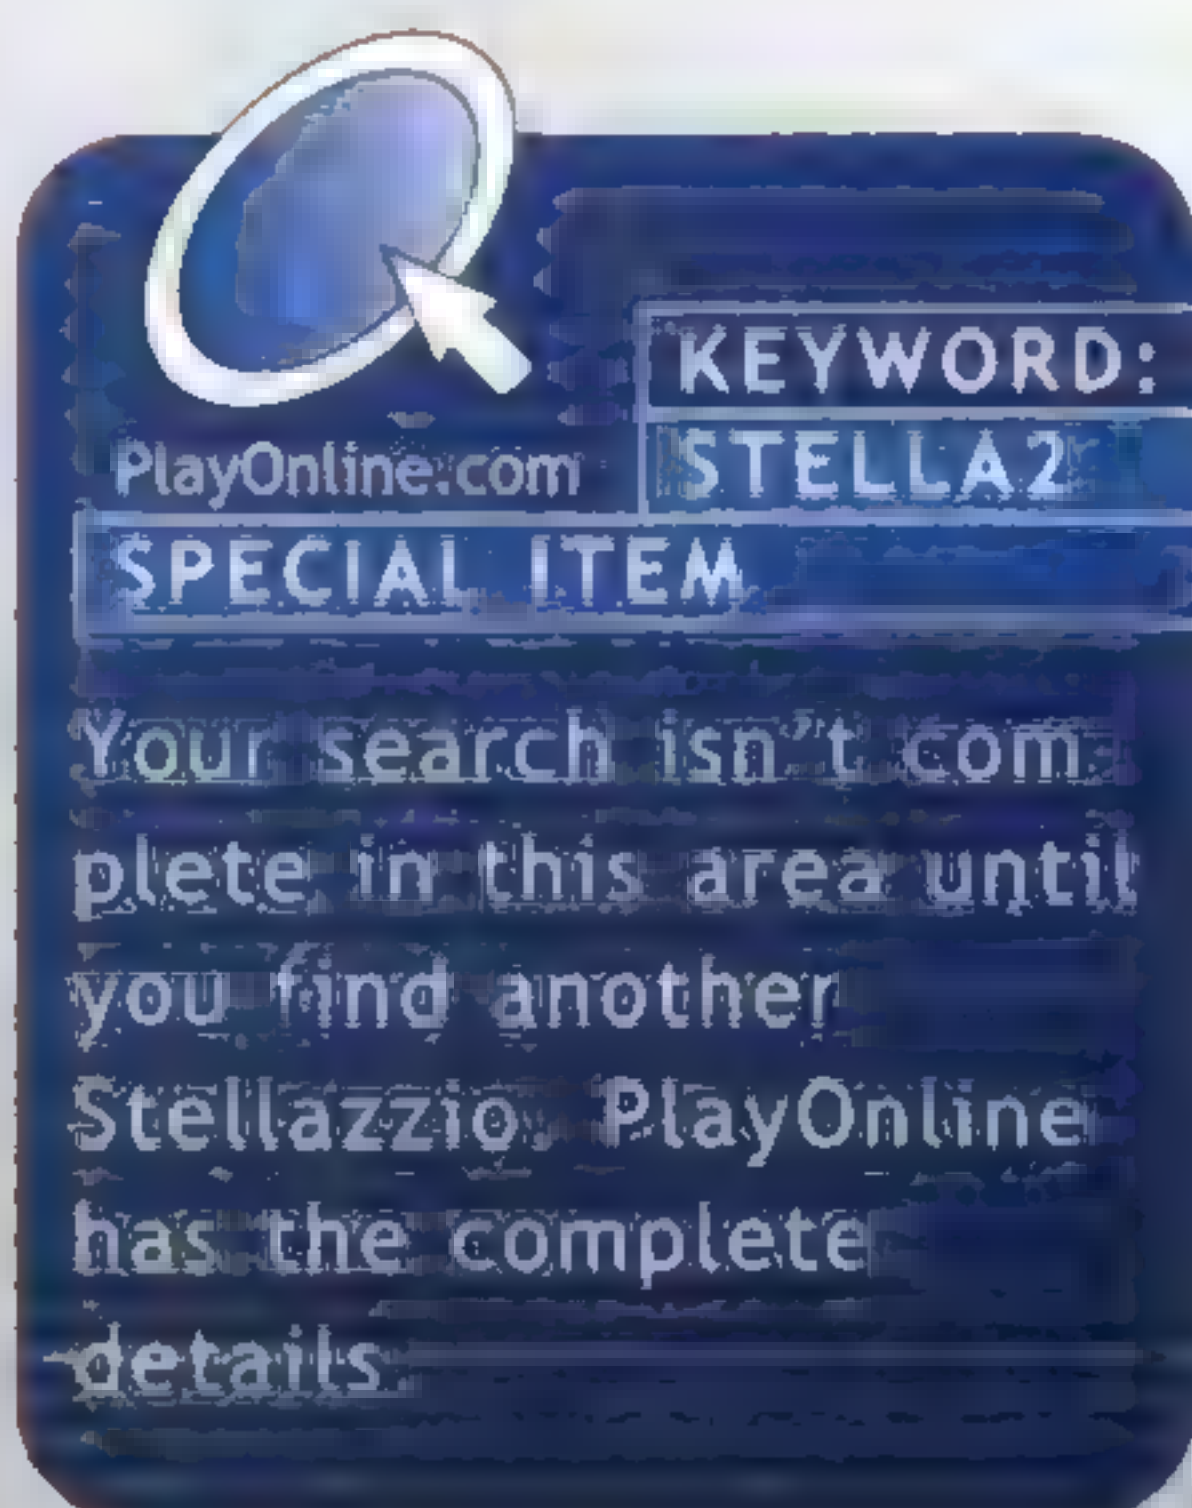 KEYWORD:
PlayOnline.com STELLA2
SPECIAL ITEM
Your search isn't com-
plete in this area until
you find another
Stellazzio. PlayOnline
has the complete
details.